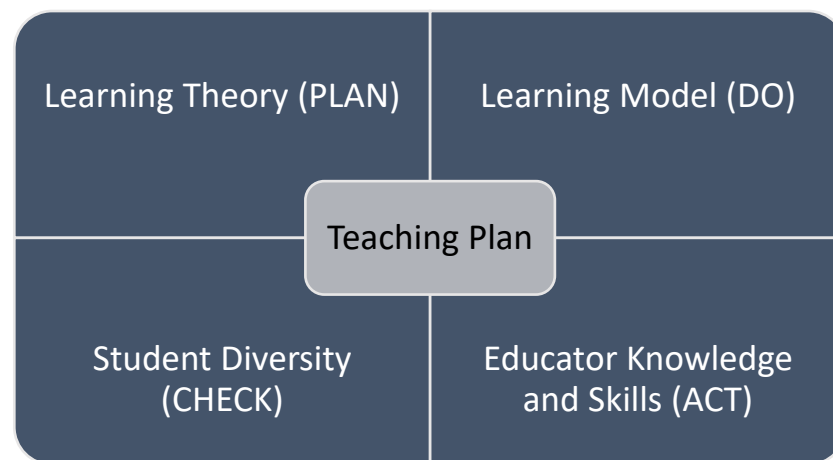 Learning Theory (PLAN)
Learning Model (DO)
Teaching Plan
Student Diversity
(CHECK)
Educator Knowledge
and Skills (ACT)